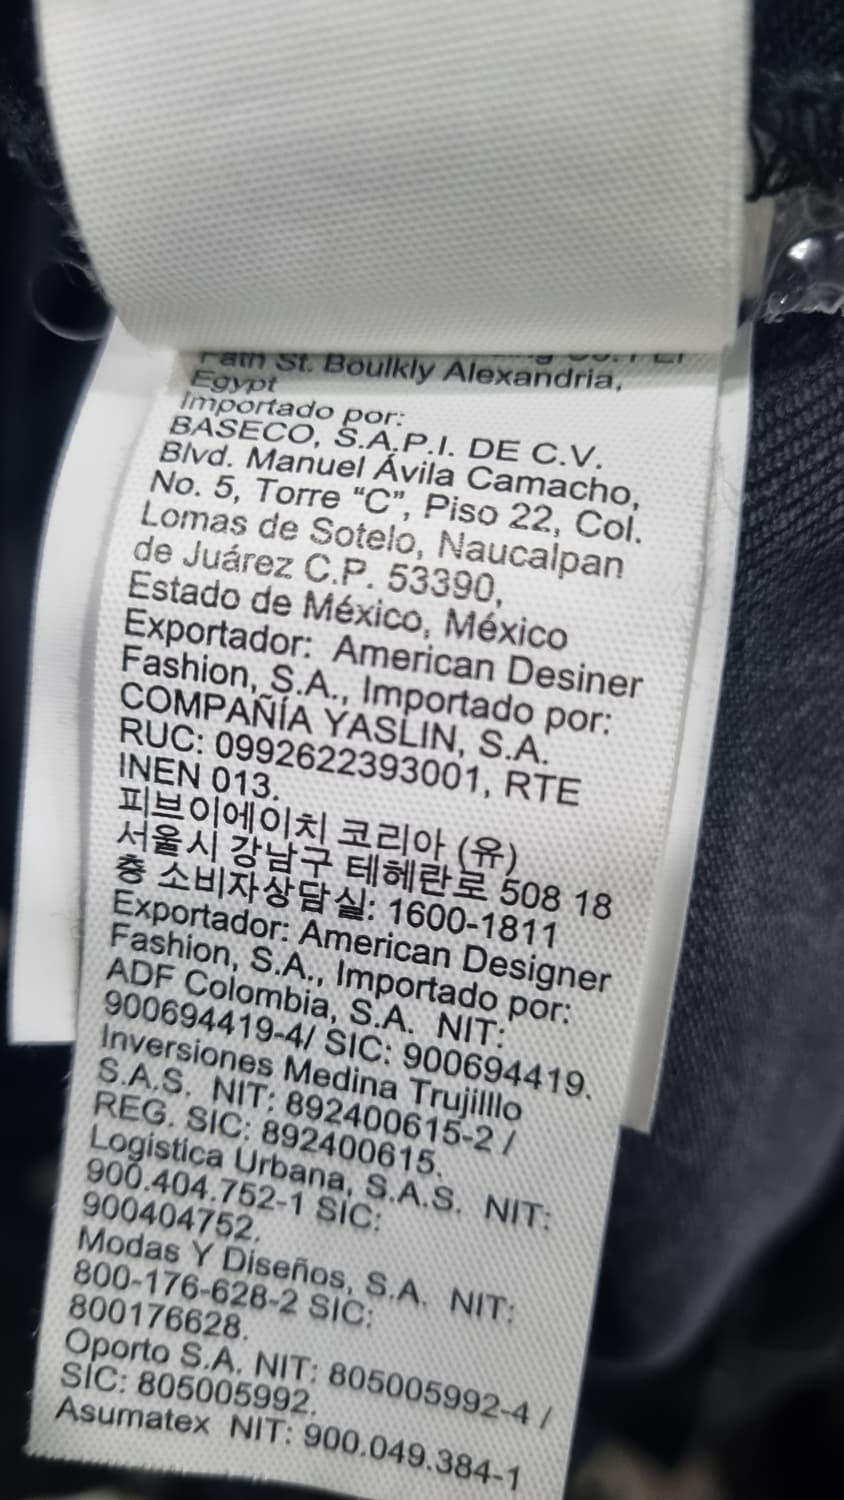 Fath St. Boulkly Alexandria,
Egypt
Importado por:
BASECO, S.A.P.I. DE C.V.
Blvd. Manuel Ávila Camacho,
No. 5, Torre “C”, Piso 22, Col.
Lomas de Sotelo, Naucalpan
de Juárez C.P. 53390,
Estado de México, México
Exportador: American Desiner
Fashion, S.A., Importado por:
COMPAÑÍA YASLIN, S.A.
RUC: 0992622393001, RTE
INEN 013.
피브이에이치 코리아 (유)
서울시 강남구 테헤란로 508 18
층 소비자상담실: 1600-1811
Exportador: American Designer
Fashion, S.A., Importado por:
ADF Colombia, S.A. NIT:
900694419-4/ SIC: 900694419.
Inversiones Medina Trujilllo
S.A.S. NIT: 892400615-2 /
REG. SIC: 892400615.
Logistica Urbana, S.A.S. NIT:
900.404.752-1 SIC:
900404752.
Modas Y Diseños, S.A. NIT:
800-176-628-2 SIC:
800176628.
Oporto S.A. NIT: 805005992-4 /
SIC: 805005992.
Asumatex NIT: 900.049.384-1